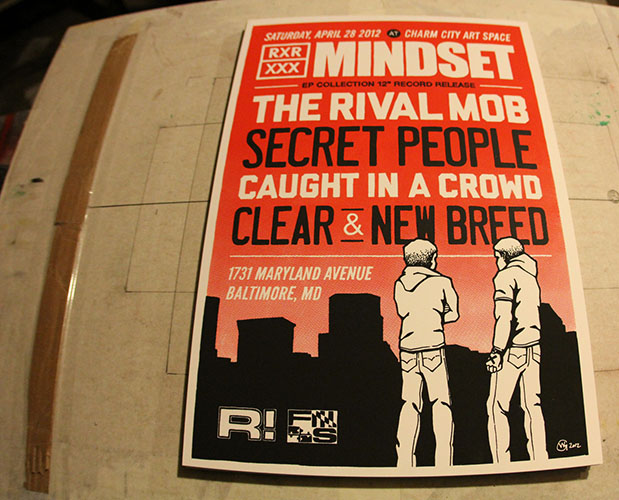 SATURDAY, APRIL 28 2012 AT CHARM CITY ART SPACE
RXR
XXX
MINDSET
EP COLLECTION 12" RECORD RELEASE
THE RIVAL MOB
SECRET PEOPLE
CAUGHT IN A CROWD
CLEAR & NEW BREED
1731 MARYLAND AVENUE
BALTIMORE, MD
R!
F S
2012